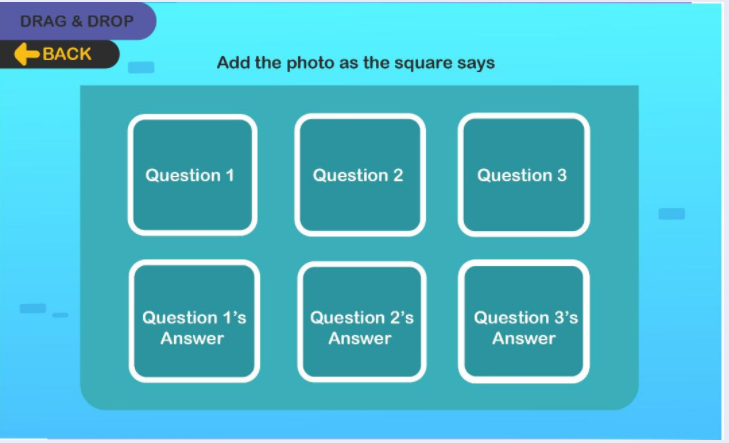 DRAG & DROP
BACK
Add the photo as the square says
Question 1
Question 2
Question 3
Question 1’s
Answer
Question 2’s
Answer
Question 3’s
Answer